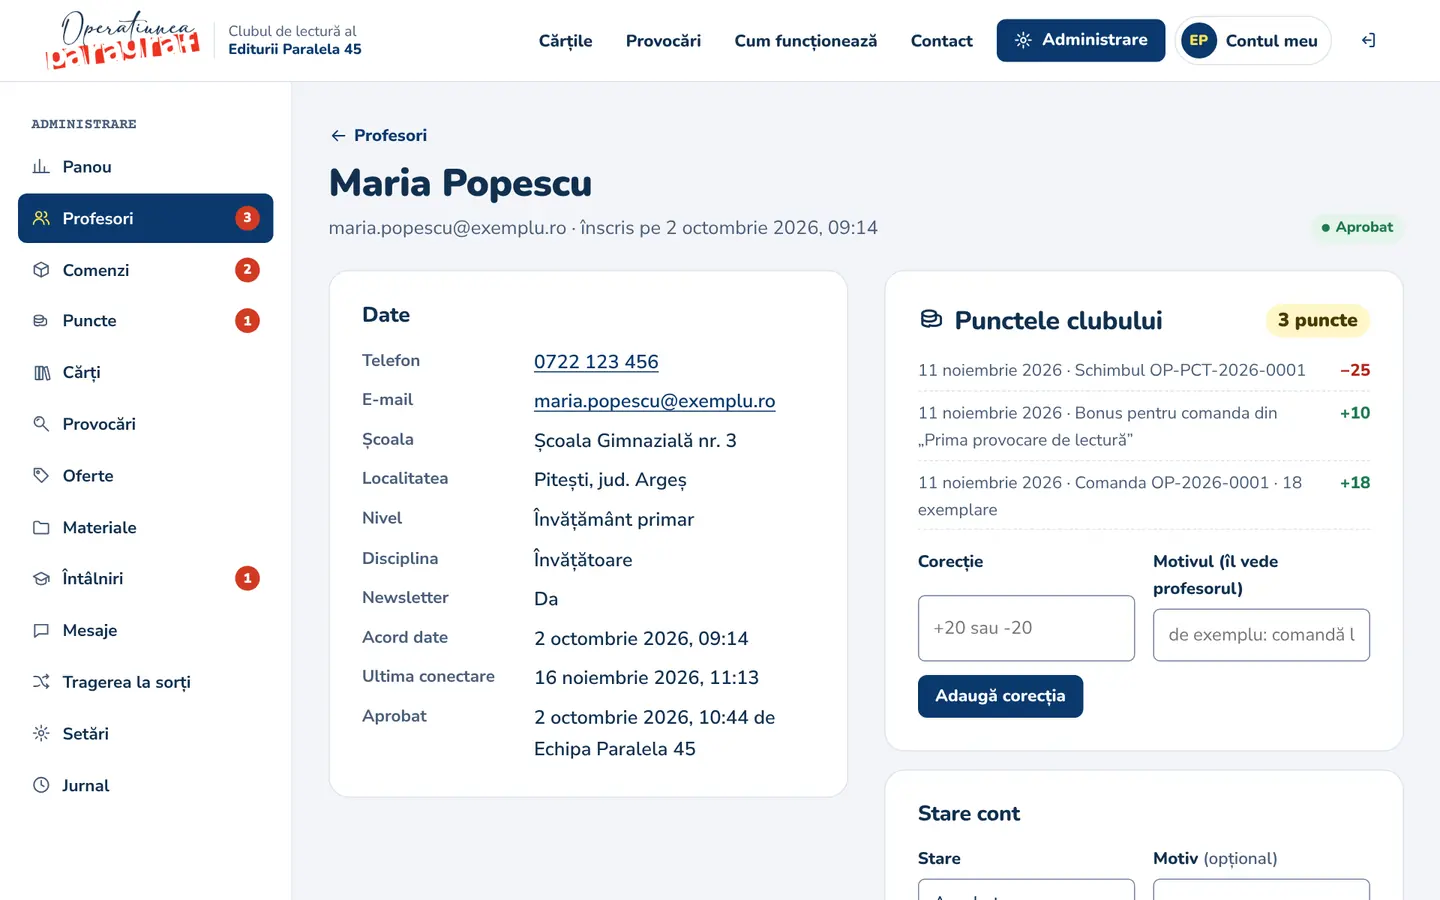 Operațiunea
paragraf
Clubul de lectură al
Editurii Paralela 45
Cărțile
Provocări
Cum funcționează
Contact
Administrare
EP
Contul meu
ADMINISTRARE
Panou
Profesori
3
Comenzi
2
Puncte
1
Cărți
Provocări
Oferte
Materiale
Întâlniri
1
Mesaje
Tragerea la sorți
Setări
Jurnal
← Profesori
Maria Popescu
maria.popescu@exemplu.ro · înscris pe 2 octombrie 2026, 09:14
Aprobat
Date
Telefon
0722 123 456
E-mail
maria.popescu@exemplu.ro
Școala
Școala Gimnazială nr. 3
Localitatea
Pitești, jud. Argeș
Nivel
Învățământ primar
Disciplina
Învățătoare
Newsletter
Da
Acord date
2 octombrie 2026, 09:14
Ultima conectare
16 noiembrie 2026, 11:13
Aprobat
2 octombrie 2026, 10:44 de
Echipa Paralela 45
Punctele clubului
3 puncte
11 noiembrie 2026 · Schimbul OP-PCT-2026-0001
−25
11 noiembrie 2026 · Bonus pentru comanda din
„Prima provocare de lectură”
+10
11 noiembrie 2026 · Comanda OP-2026-0001 · 18
exemplare
+18
Corecție
+20 sau -20
Motivul (îl vede
profesorul)
de exemplu: comandă l
Adaugă corecția
Stare cont
Stare
Motiv (opțional)